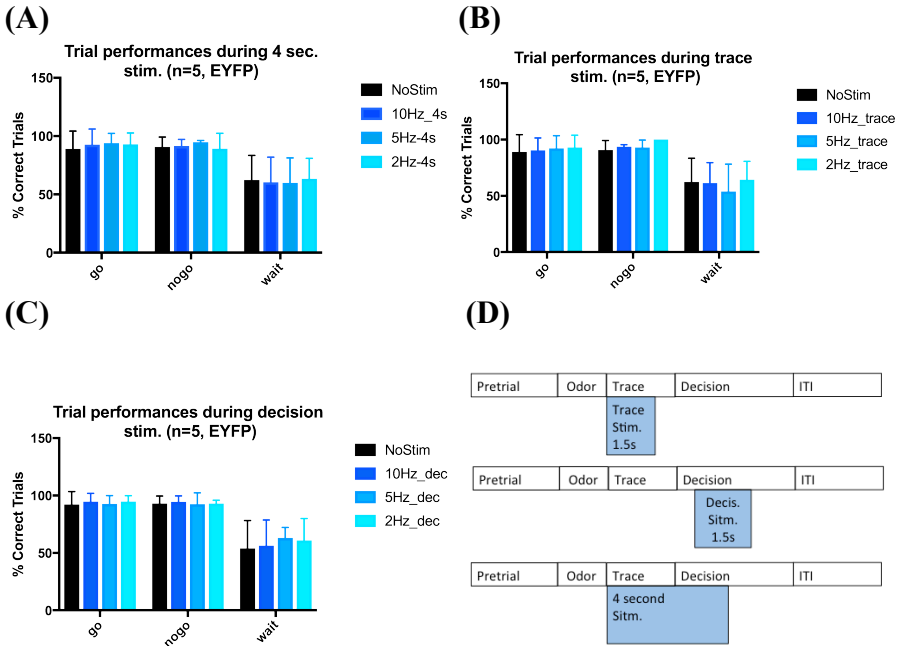 (A)
Trial performances during 4 sec.
stim. (n=5, EYFP)
% Correct Trials
150
100
50
0
go
nogo
wait
NoStim
10Hz_4s
5Hz-4s
2Hz-4s
(B)
Trial performances during trace
stim. (n=5, EYFP)
% Correct Trials
150
100
50
0
go
nogo
wait
NoStim
10Hz_trace
5Hz_trace
2Hz_trace
(C)
Trial performances during decision
stim. (n=5, EYFP)
% Correct Trials
150
100
50
0
go
nogo
wait
NoStim
10Hz_dec
5Hz_dec
2Hz_dec
(D)
Pretrial Odor Trace Decision ITI
Trace
Stim.
1.5s
Pretrial Odor Trace Decision ITI
Decis.
Sitm.
1.5s
Pretrial Odor Trace Decision ITI
4 second
Sitm.